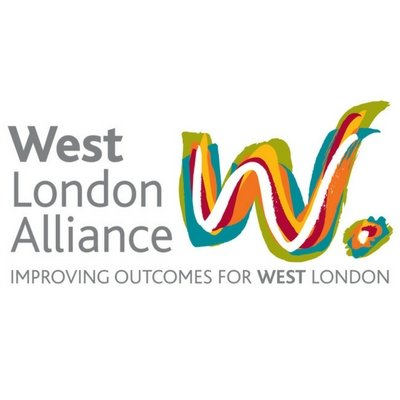 West
London
Alliance
W.
IMPROVING OUTCOMES FOR WEST LONDON